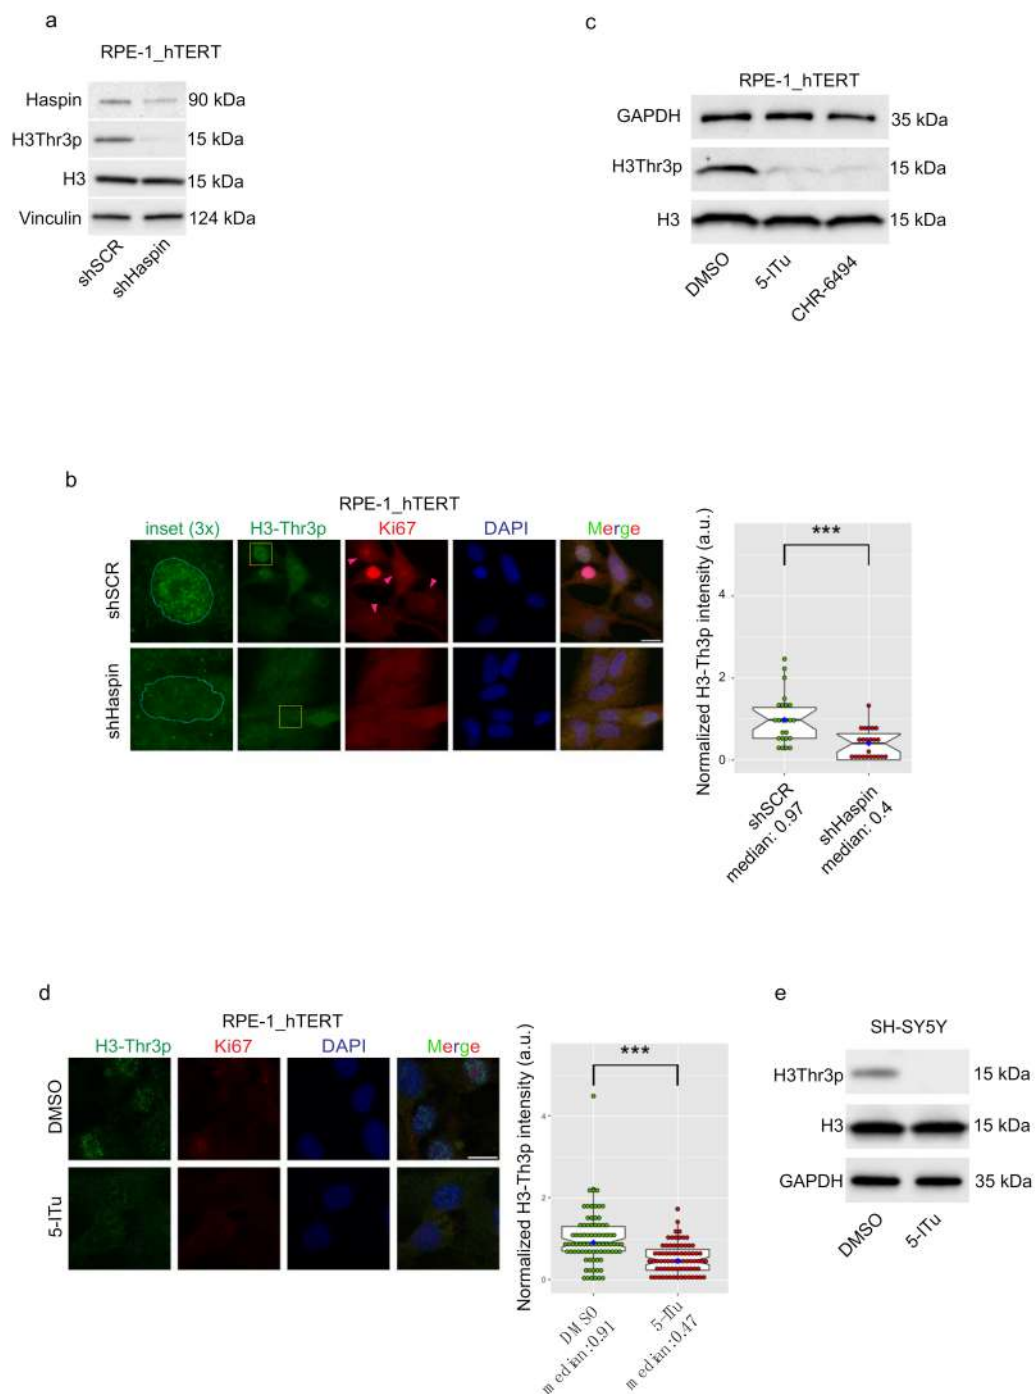 a
RPE-1_hTERT
Haspin
90 kDa
H3Thr3p
15 kDa
H3
15 kDa
Vinculin
124 kDa
shSCR
shHaspin
c
RPE-1_hTERT
GAPDH
35 kDa
H3Thr3p
15 kDa
H3
15 kDa
DMSO
5-ITu
CHR-6494
b
RPE-1_hTERT
inset (3x)
H3-Thr3p
Ki67
DAPI
Merge
shSCR
shHaspin
Normalized H3-Th3p intensity (a.u.)
***
4
2
0
shSCR
median: 0.97
shHaspin
median: 0.4
d
RPE-1_hTERT
H3-Thr3p
Ki67
DAPI
Merge
DMSO
5-ITu
Normalized H3-Th3p intensity (a.u.)
***
4
2
0
DMSO
median:0.91
5-ITu
median:0.47
e
SH-SY5Y
H3Thr3p
15 kDa
H3
15 kDa
GAPDH
35 kDa
DMSO
5-ITu